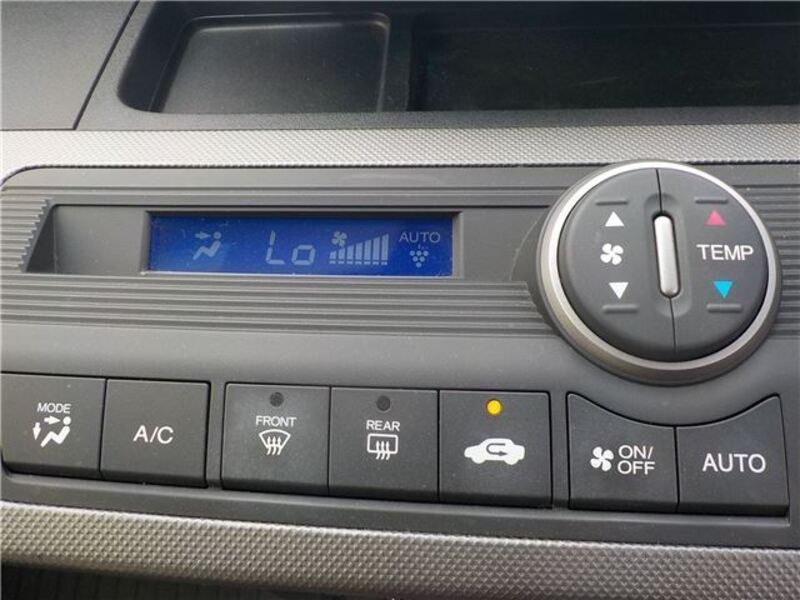 Lo
AUTO
TEMP
MODE
A/C
FRONT
REAR
ON/
OFF
AUTO